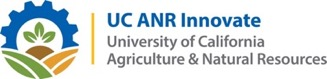 UC ANR Innovate
University of California
Agriculture & Natural Resources